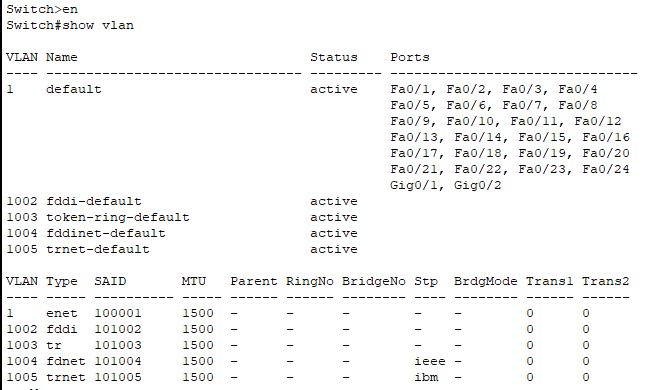 Switch>en
Switch#show vlan
VLAN Name                             Status    Ports
---- -------------------------------- --------- -------------------------------
1    default                          active    Fa0/1, Fa0/2, Fa0/3, Fa0/4
                                                Fa0/5, Fa0/6, Fa0/7, Fa0/8
                                                Fa0/9, Fa0/10, Fa0/11, Fa0/12
                                                Fa0/13, Fa0/14, Fa0/15, Fa0/16
                                                Fa0/17, Fa0/18, Fa0/19, Fa0/20
                                                Fa0/21, Fa0/22, Fa0/23, Fa0/24
                                                Gig0/1, Gig0/2
1002 fddi-default                     active
1003 token-ring-default               active
1004 fddinet-default                  active
1005 trnet-default                    active
VLAN Type  SAID       MTU   Parent RingNo BridgeNo Stp  BrdgMode Trans1 Trans2
---- ----- ---------- ----- ------ ------ -------- ---- -------- ------ ------
1    enet  100001     1500  -      -      -        -    -        0      0
1002 fddi  101002     1500  -      -      -        -    -        0      0
1003 tr    101003     1500  -      -      -        -    -        0      0
1004 fdnet 101004     1500  -      -      -        ieee -        0      0
1005 trnet 101005     1500  -      -      -        ibm  -        0      0